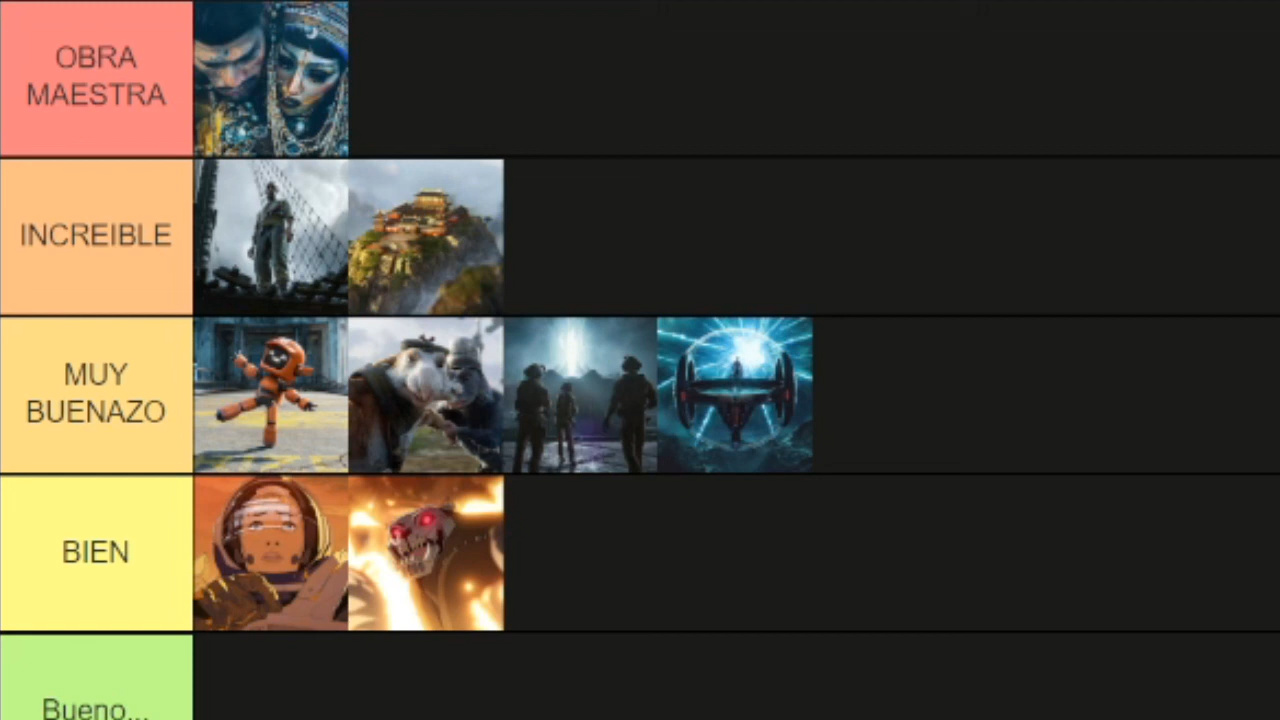 OBRA
MAESTRA
INCREIBLE
MUY
BUENAZO
BIEN
Bueno...